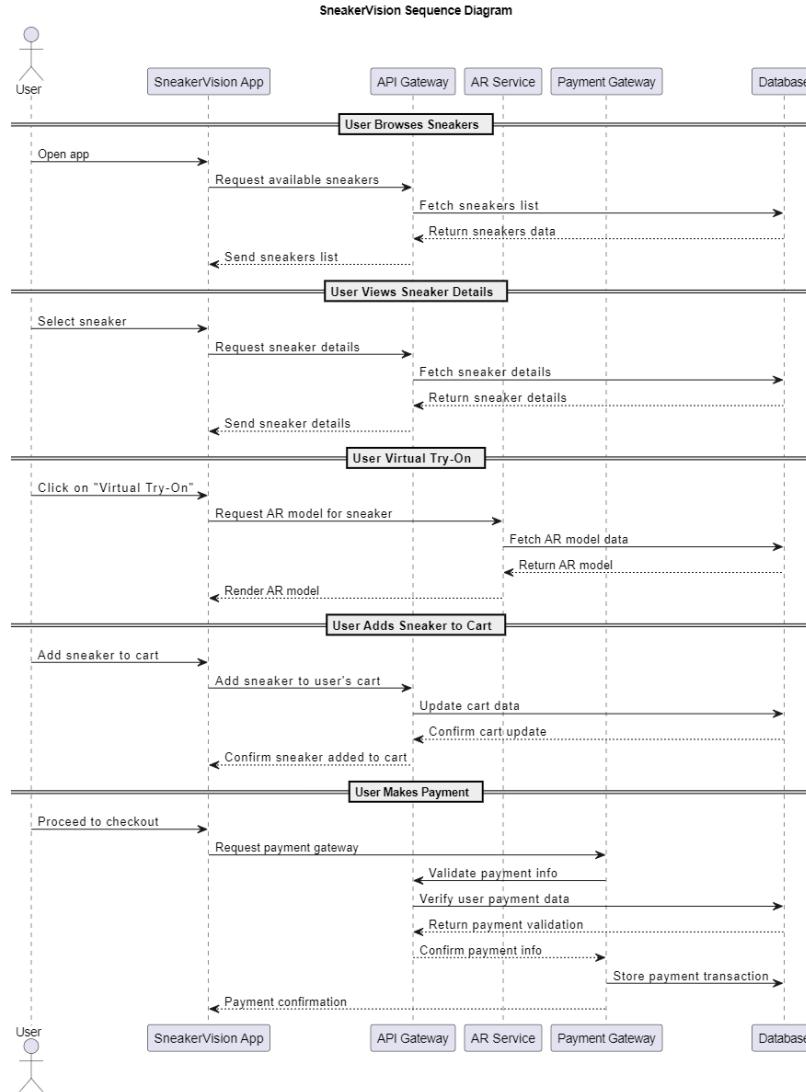 SneakerVision Sequence Diagram
User
SneakerVision App
API Gateway
AR Service
Payment Gateway
Database
User Browses Sneakers
Open app
Request available sneakers
Fetch sneakers list
Return sneakers data
Send sneakers list
User Views Sneaker Details
Select sneaker
Request sneaker details
Fetch sneaker details
Return sneaker details
Send sneaker details
User Virtual Try-On
Click on "Virtual Try-On"
Request AR model for sneaker
Fetch AR model data
Return AR model
Render AR model
User Adds Sneaker to Cart
Add sneaker to cart
Add sneaker to user's cart
Update cart data
Confirm cart update
Confirm sneaker added to cart
User Makes Payment
Proceed to checkout
Request payment gateway
Validate payment info
Verify user payment data
Return payment validation
Confirm payment info
Store payment transaction
Payment confirmation
User
SneakerVision App
API Gateway
AR Service
Payment Gateway
Database